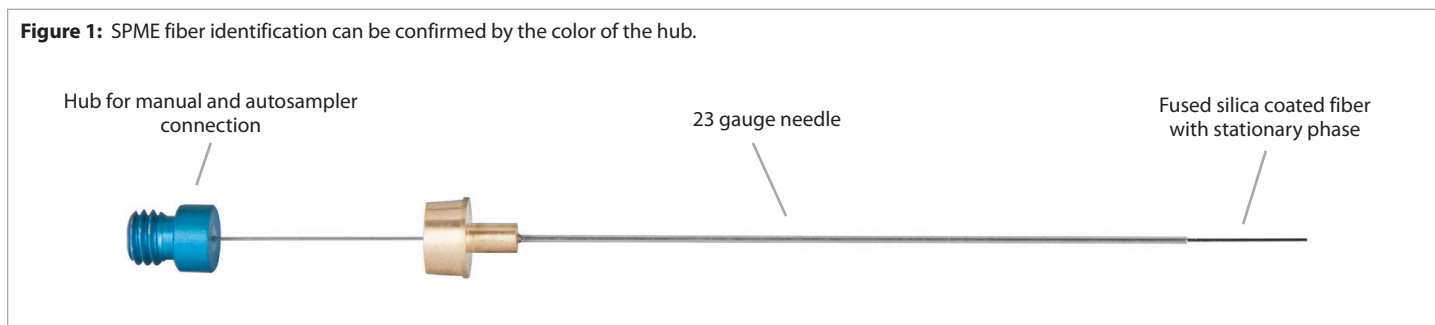 Figure 1: SPME fiber identification can be confirmed by the color of the hub.
Hub for manual and autosampler
connection
23 gauge needle
Fused silica coated fiber
with stationary phase